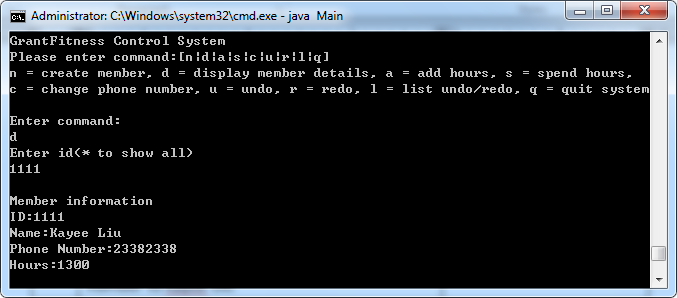 Administrator: C:\Windows\system32\cmd.exe - java Main
GrantFitness Control System
Please enter command:[n¦d¦a¦s¦c¦u¦r¦l¦q]
n = create member, d = display member details, a = add hours, s = spend hours,
c = change phone number, u = undo, r = redo, l = list undo/redo, q = quit system
Enter command:
d
Enter id(* to show all)
1111
Member information
ID:1111
Name:Kayee Liu
Phone Number:23382338
Hours:1300